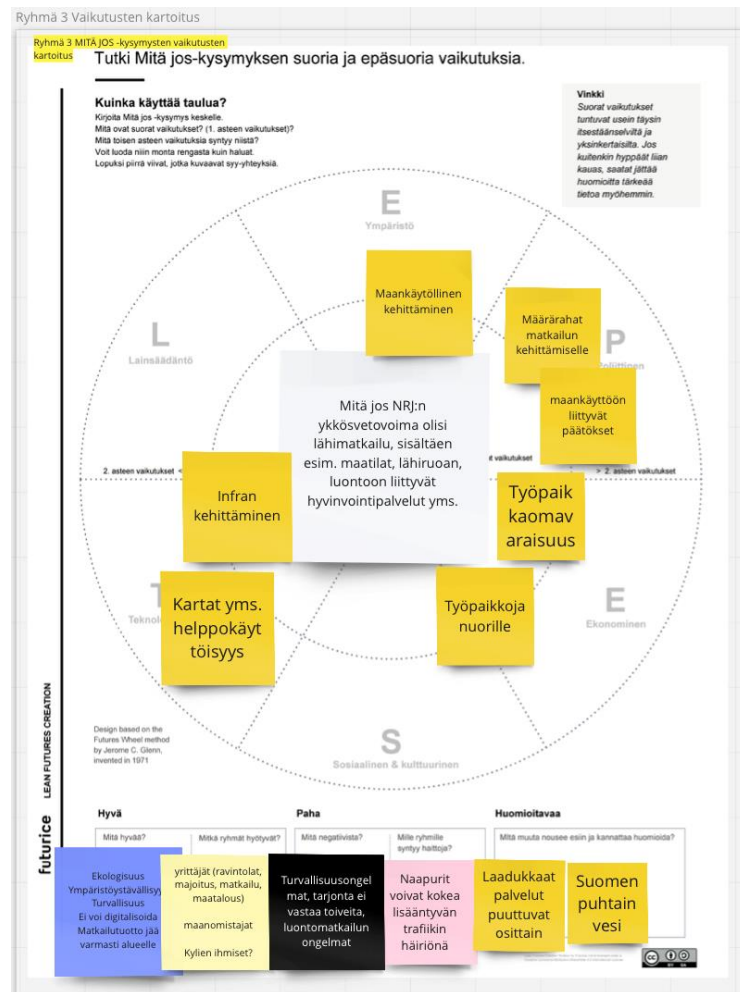 Ryhmä 3 Vaikutusten kartoitus
Ryhmä 3 MITÄ JOS -kysymysten vaikutusten
kartoitus
Tutki Mitä jos-kysymyksen suoria ja epäsuoria vaikutuksia.
Kuinka käyttää taulua?
Kirjoita Mitä jos -kysymys keskelle.
Mitä ovat suorat vaikutukset? (1. asteen vaikutukset)?
Mitä toisen asteen vaikutuksia syntyy niistä?
Voit luoda niiin monta rengasta kuin haluat.
Lopuksi piirrä viivat, jotka kuvaavat syy-yhteyksiä.
Vinkki
Suorat vaikutukset
tuntuvat usein täysin
itsestäänselviltä ja
yksinkertaisilta. Jos
kuitenkin hyppäät liian
kauas, saatat jättää
huomioitta tärkeää
tietoa myöhemmin.
E
Ympäristö
Maankäytöllinen
kehittäminen
Määrärahat
matkailun
kehittämiselle
P
L
Lainsäädäntö
maankäyttöön
liittyvät
päätökset
Mitä jos NRJ:n
ykkösvetovoima olisi
lähimatkailu, sisältäen
esim. maatilat, lähiruoan,
luontoon liittyvät
hyvinvointipalvelut yms.
2. asteen vaikutukset <
vaikutukset
> 2. asteen vaikutukset
Infran
kehittäminen
Työpaik
kaomav
araisuus
Kartat yms.
helppokäyt
töisyys
Työpaikkoja
nuorille
E
Ekonominen
S
Sosiaalinen & kulttuurinen
Design based on the
Futures Wheel method
by Jerome C. Glenn,
invented in 1971
futurice LEAN FUTURES CREATION
Hyvä
Paha
Huomioitavaa
Mitä hyvää?
Mitkä ryhmät hyötyvät?
Mitä negatiivista?
Mille ryhmille
syntyy haittoja?
Mitä muuta nousee esiin ja kannattaa huomioida?
Ekologisuus
Ympäristöystävällisyy
Turvallisuus
Ei voi digitalisoida
Matkailutuotto jää
varmasti alueelle
yrittäjät (ravintolat,
majoitus, matkailu,
maatalous)
maanomistajat
Kylien ihmiset?
Turvallisuusongel
mat, tarjonta ei
vastaa toiveita,
luontomatkailun
ongelmat
Naapurit
voivat kokea
lisääntyvän
trafiikin
häiriönä
Laadukkaat
palvelut
puuttuvat
osittain
Suomen
puhtain
vesi